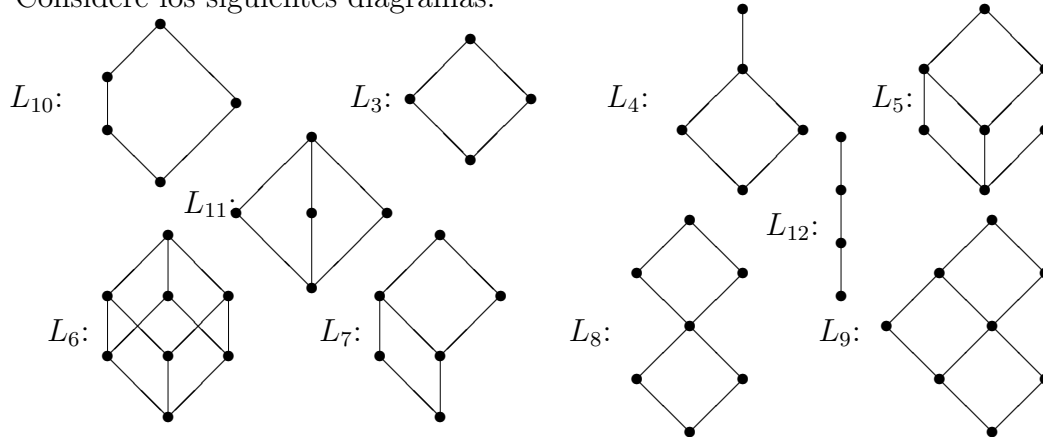 Considere los siguientes diagramas:
L₁₀: L₃: L₄: L₅:
L₁₁: L₁₂:
L₆: L₇: L₈: L₉: